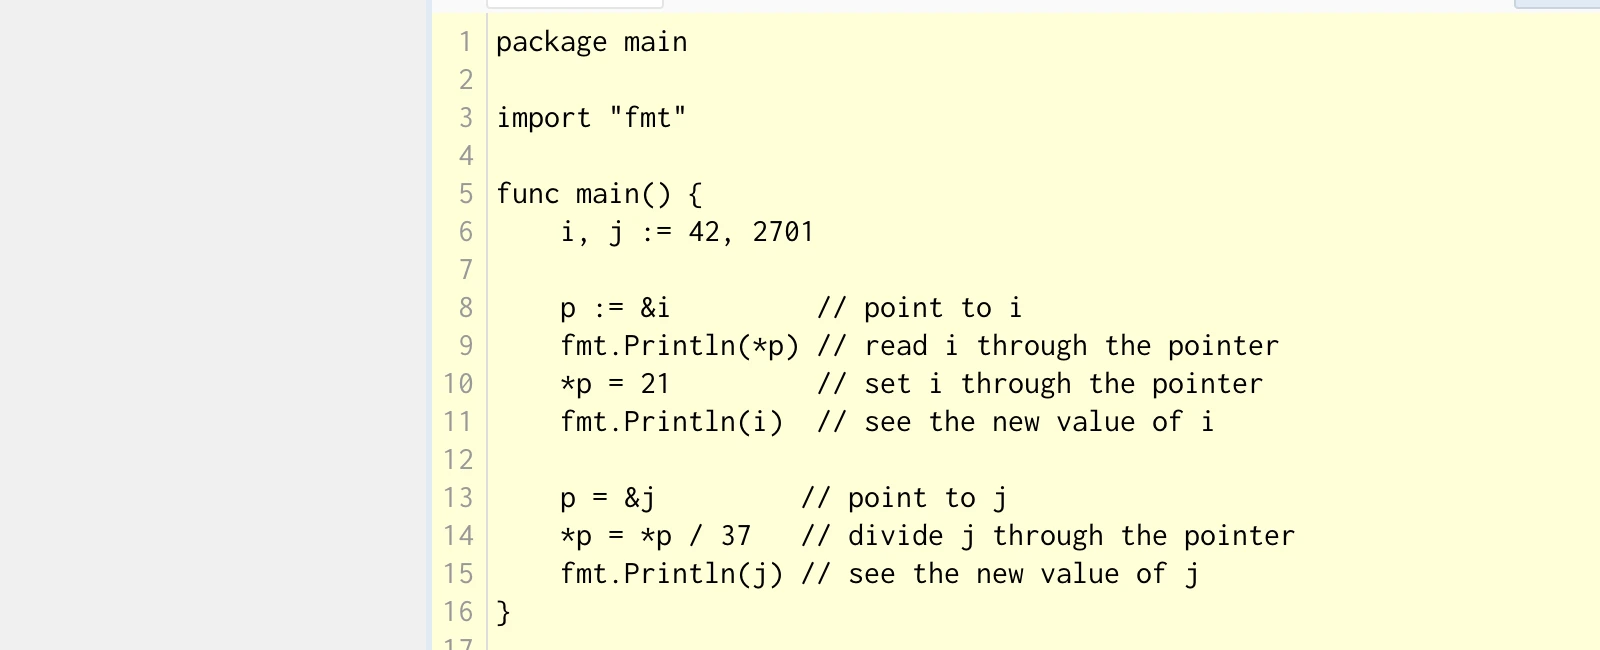 1 package main
2
3 import "fmt"
4
5 func main() {
6     i, j := 42, 2701
7
8     p := &i         // point to i
9     fmt.Println(*p) // read i through the pointer
10     *p = 21         // set i through the pointer
11     fmt.Println(i)  // see the new value of i
12
13     p = &j         // point to j
14     *p = *p / 37   // divide j through the pointer
15     fmt.Println(j) // see the new value of j
16 }
17